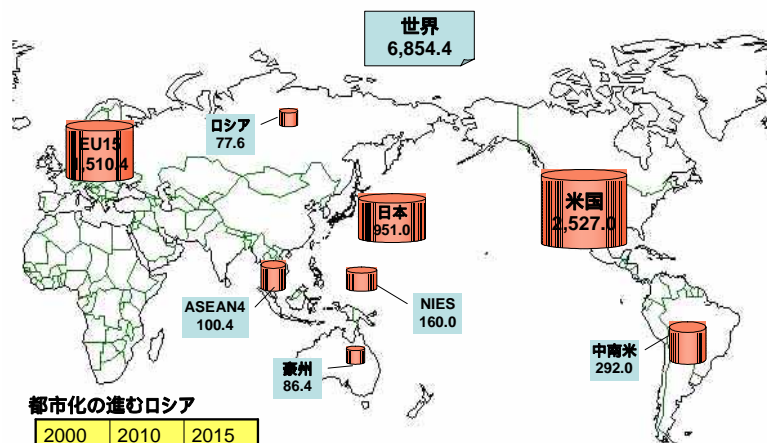 世界
6,854.4
ロシア
77.6
EU15
1,510.4
日本
951.0
米国
2,527.0
ASEAN4
100.4
NIES
160.0
豪州
86.4
中南米
292.0
都市化の進むロシア
2000 2010 2015